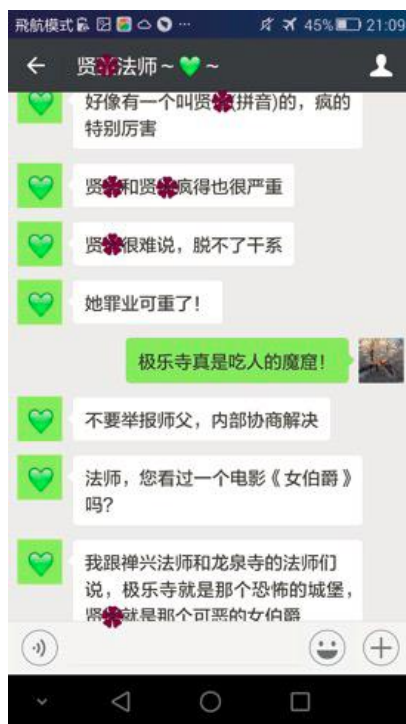 飛航模式 45% 21:09
贤法师~💚~
好像有一个叫贤(拼音)的，疯的
特别厉害
贤和贤疯得也很严重
贤很难说，脱不了干系
她罪业可重了！
极乐寺真是吃人的魔窟！
不要举报师父，内部协商解决
法师，您看过一个电影《女伯爵》
吗？
我跟禅兴法师和龙泉寺的法师们
说，极乐寺就是那个恐怖的城堡，
贤就是那个可恶的女伯爵